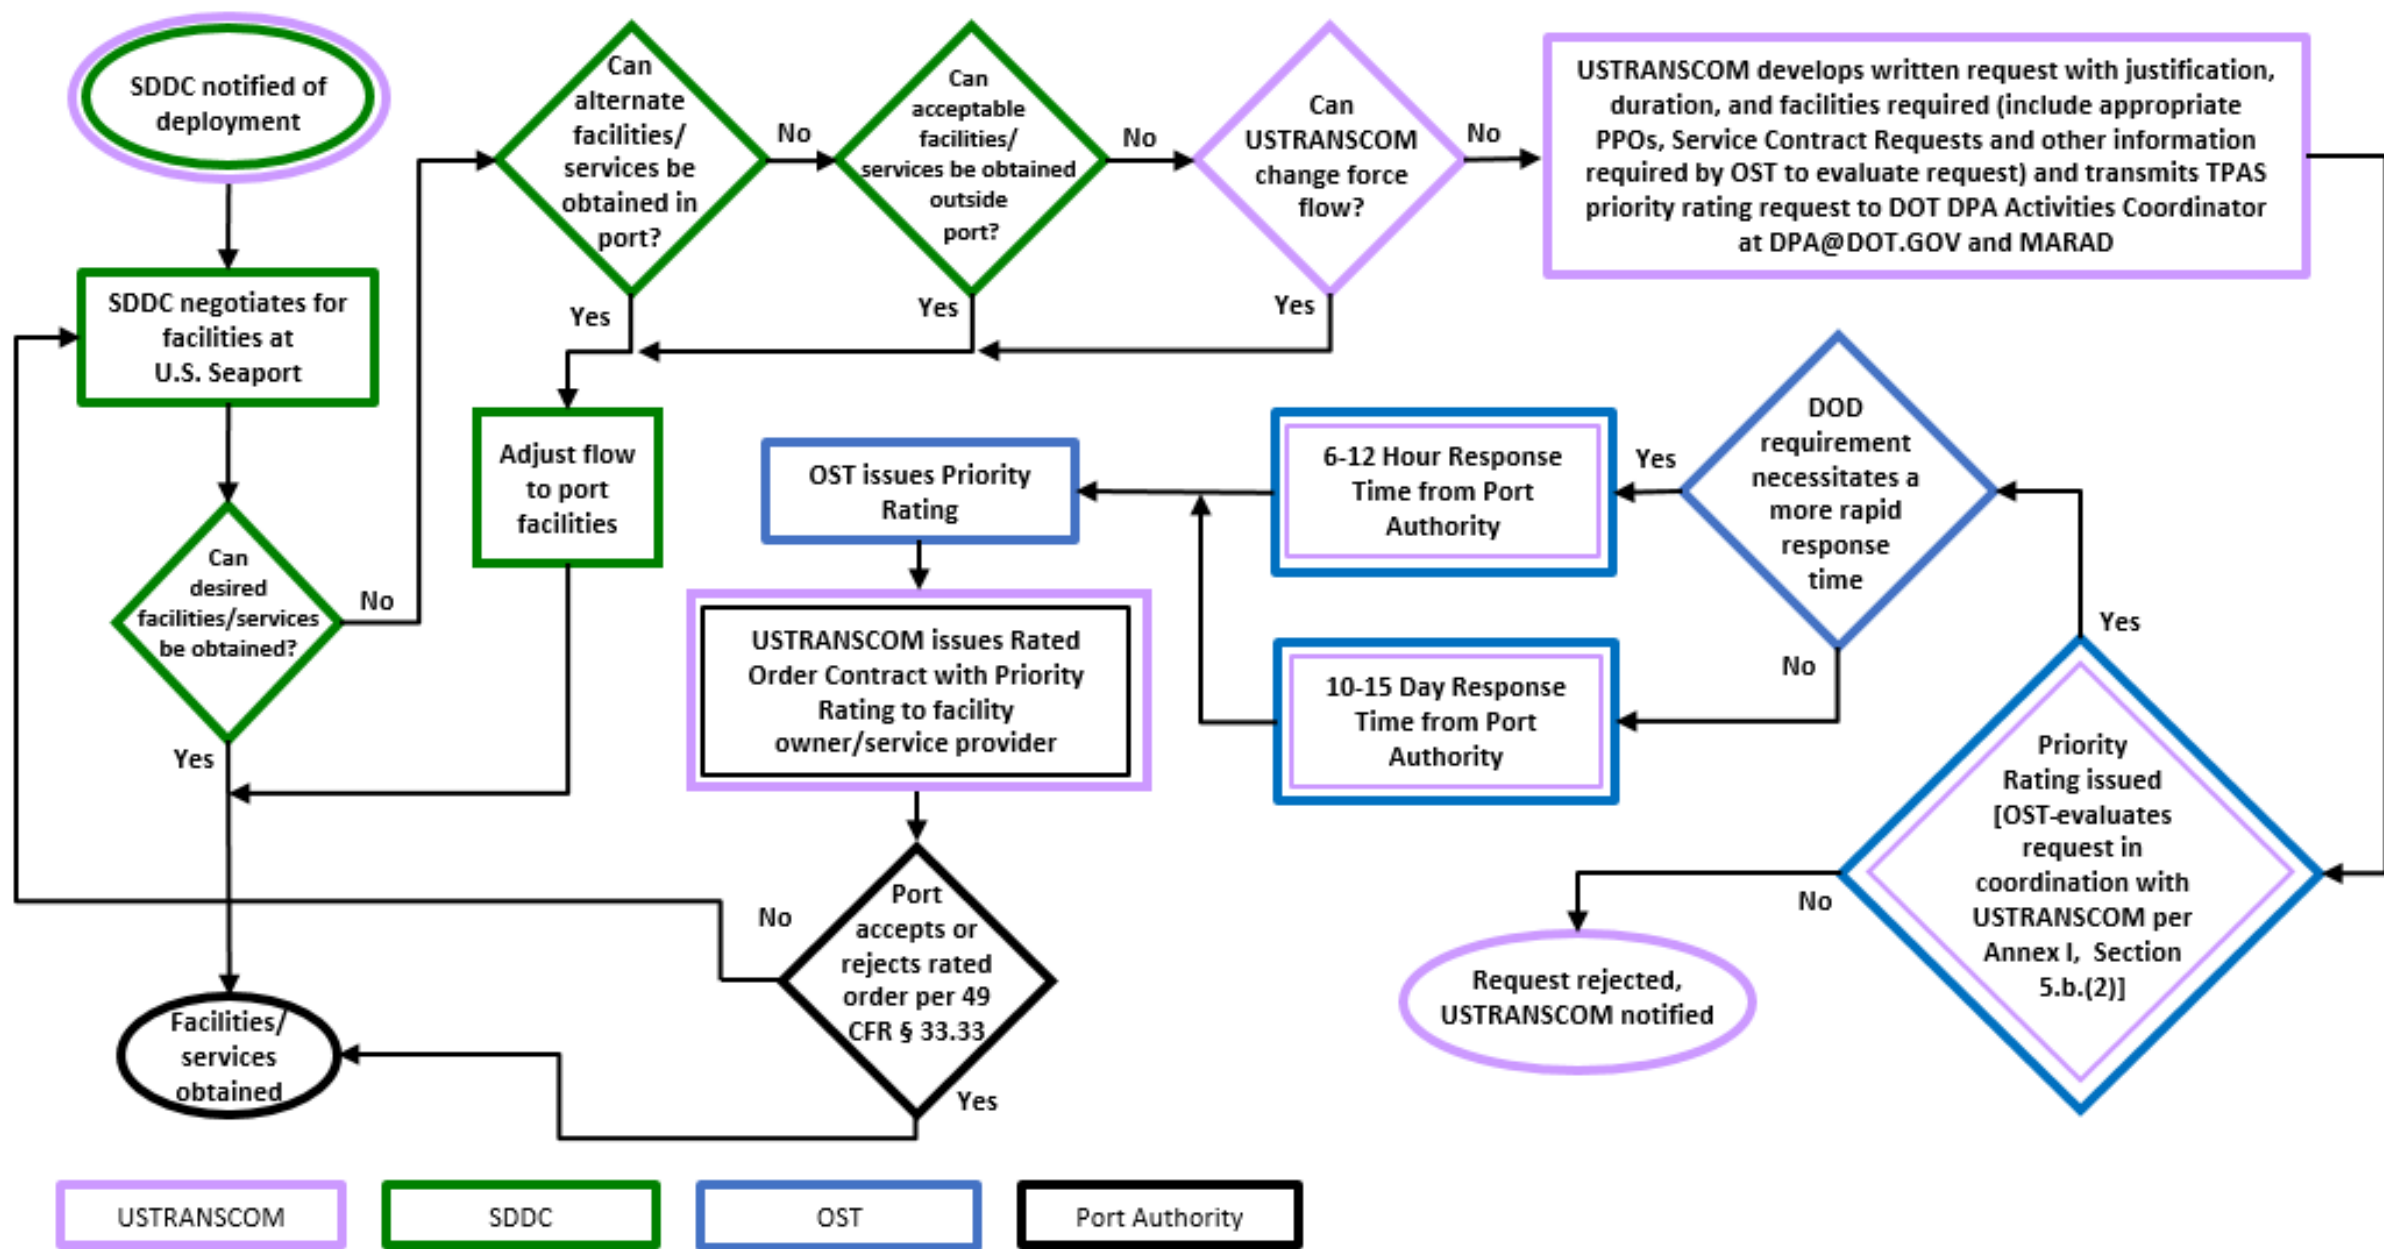 SDDC notified of
deployment
SDDC negotiates for
facilities at
U.S. Seaport
Can
desired
facilities/services
be obtained?
No
Yes
Can
alternate
facilities/
services be
obtained in
port?
No
Yes
Can
acceptable
facilities/
services be obtained
outside
port?
No
Yes
Can
USTRANSCOM
change force
flow?
No
Yes
USTRANSCOM develops written request with justification,
duration, and facilities required (include appropriate
PPOs, Service Contract Requests and other information
required by OST to evaluate request) and transmits TPAS
priority rating request to DOT DPA Activities Coordinator
at DPA@DOT.GOV and MARAD
Adjust flow
to port
facilities
OST issues Priority
Rating
6-12 Hour Response
Time from Port
Authority
Yes
DOD
requirement
necessitates a
more rapid
response
time
No
Yes
USTRANSCOM issues Rated
Order Contract with Priority
Rating to facility
owner/service provider
10-15 Day Response
Time from Port
Authority
Priority
Rating issued
[OST-evaluates
request in
coordination with
USTRANSCOM per
Annex I, Section
5.b.(2)]
No
Request rejected,
USTRANSCOM notified
Port
accepts or
rejects rated
order per 49
CFR § 33.33
No
Yes
Facilities/
services
obtained
USTRANSCOM
SDDC
OST
Port Authority